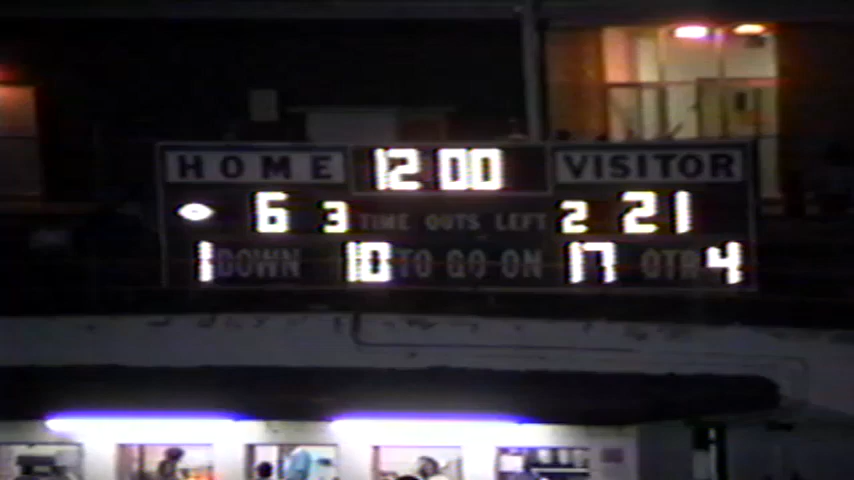 HOME 12 00 VISITOR
6 3 TIME OUTS LEFT 2 21
1 DOWN 10 TO GO ON 17 QTR 4